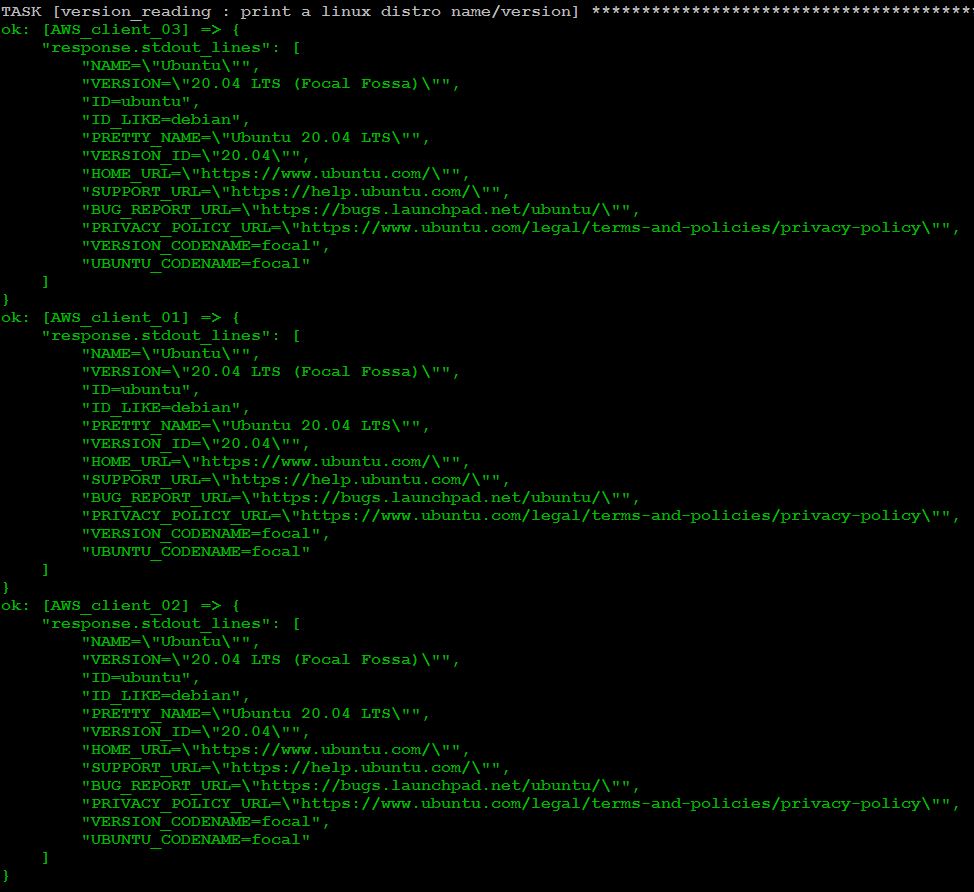 TASK [version_reading : print a linux distro name/version] **************************************
ok: [AWS_client_03] => {
    "response.stdout_lines": [
        "NAME=\"Ubuntu\"",
        "VERSION=\"20.04 LTS (Focal Fossa)\"",
        "ID=ubuntu",
        "ID_LIKE=debian",
        "PRETTY_NAME=\"Ubuntu 20.04 LTS\"",
        "VERSION_ID=\"20.04\"",
        "HOME_URL=\"https://www.ubuntu.com/\"",
        "SUPPORT_URL=\"https://help.ubuntu.com/\"",
        "BUG_REPORT_URL=\"https://bugs.launchpad.net/ubuntu/\"",
        "PRIVACY_POLICY_URL=\"https://www.ubuntu.com/legal/terms-and-policies/privacy-policy\"",
        "VERSION_CODENAME=focal",
        "UBUNTU_CODENAME=focal"
    ]
}
ok: [AWS_client_01] => {
    "response.stdout_lines": [
        "NAME=\"Ubuntu\"",
        "VERSION=\"20.04 LTS (Focal Fossa)\"",
        "ID=ubuntu",
        "ID_LIKE=debian",
        "PRETTY_NAME=\"Ubuntu 20.04 LTS\"",
        "VERSION_ID=\"20.04\"",
        "HOME_URL=\"https://www.ubuntu.com/\"",
        "SUPPORT_URL=\"https://help.ubuntu.com/\"",
        "BUG_REPORT_URL=\"https://bugs.launchpad.net/ubuntu/\"",
        "PRIVACY_POLICY_URL=\"https://www.ubuntu.com/legal/terms-and-policies/privacy-policy\"",
        "VERSION_CODENAME=focal",
        "UBUNTU_CODENAME=focal"
    ]
}
ok: [AWS_client_02] => {
    "response.stdout_lines": [
        "NAME=\"Ubuntu\"",
        "VERSION=\"20.04 LTS (Focal Fossa)\"",
        "ID=ubuntu",
        "ID_LIKE=debian",
        "PRETTY_NAME=\"Ubuntu 20.04 LTS\"",
        "VERSION_ID=\"20.04\"",
        "HOME_URL=\"https://www.ubuntu.com/\"",
        "SUPPORT_URL=\"https://help.ubuntu.com/\"",
        "BUG_REPORT_URL=\"https://bugs.launchpad.net/ubuntu/\"",
        "PRIVACY_POLICY_URL=\"https://www.ubuntu.com/legal/terms-and-policies/privacy-policy\"",
        "VERSION_CODENAME=focal",
        "UBUNTU_CODENAME=focal"
    ]
}